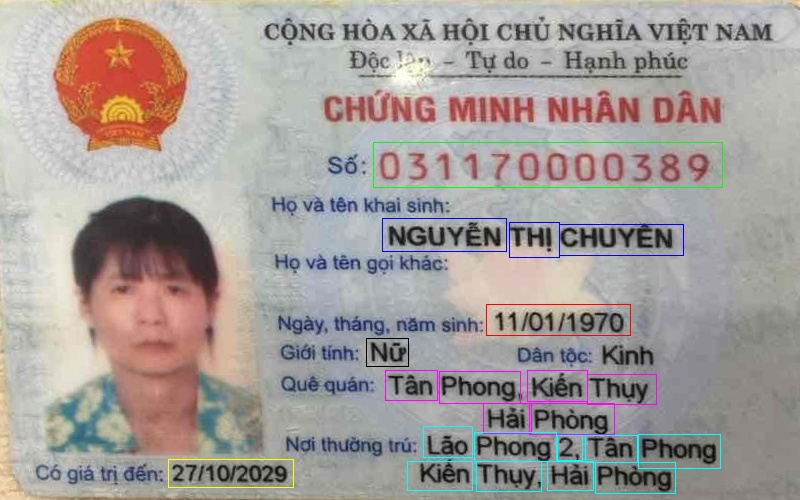 CỘNG HÒA XÃ HỘI CHỦ NGHĨA VIỆT NAM
Độc lập - Tự do - Hạnh phúc
CHỨNG MINH NHÂN DÂN
Số: 031170000389
Họ và tên khai sinh:
NGUYỄN THỊ CHUYÊN
Họ và tên gọi khác:
Ngày, tháng, năm sinh: 11/01/1970
Giới tính: Nữ Dân tộc: Kinh
Quê quán: Tân Phong, Kiến Thụy
Hải Phòng
Nơi thường trú: Lão Phong 2, Tân Phong
Có giá trị đến: 27/10/2029 Kiến Thụy, Hải Phòng